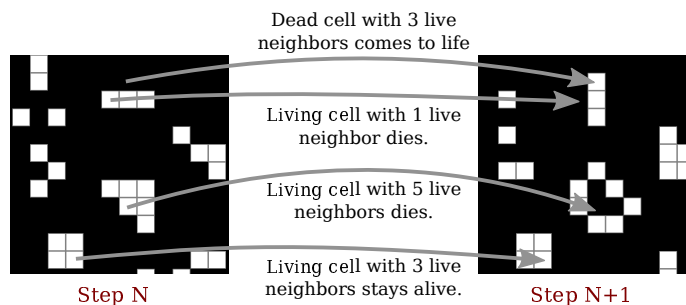 Dead cell with 3 live
neighbors comes to life
Living cell with 1 live
neighbor dies.
Living cell with 5 live
neighbors dies.
Living cell with 3 live
neighbors stays alive.
Step N
Step N+1